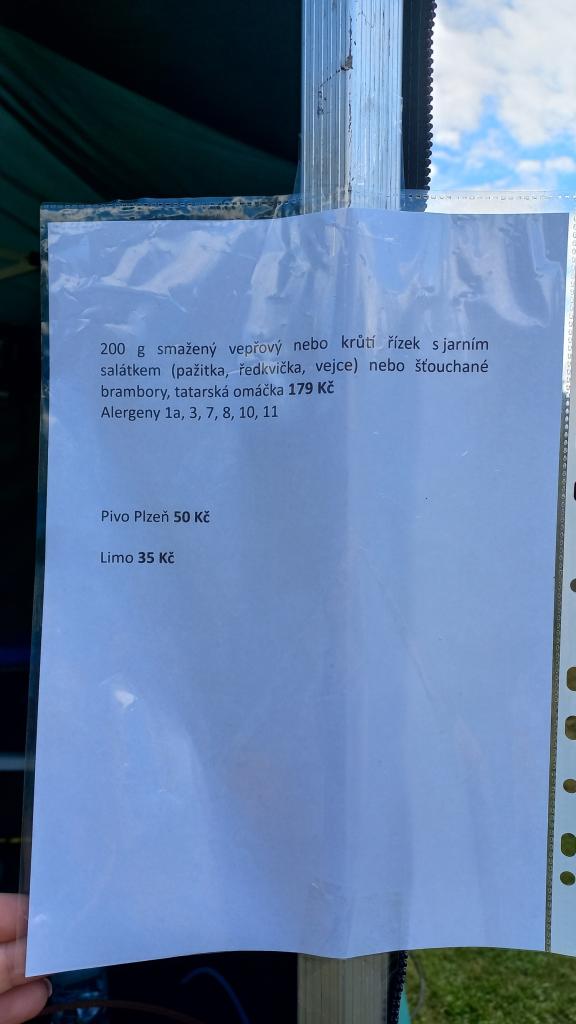 200 g smažený vepřový nebo krůtí řízek s jarním
salátkem (pažitka, ředkvička, vejce) nebo šťouchané
brambory, tatarská omáčka 179 Kč
Alergeny 1a, 3, 7, 8, 10, 11
Pivo Plzeň 50 Kč
Limo 35 Kč